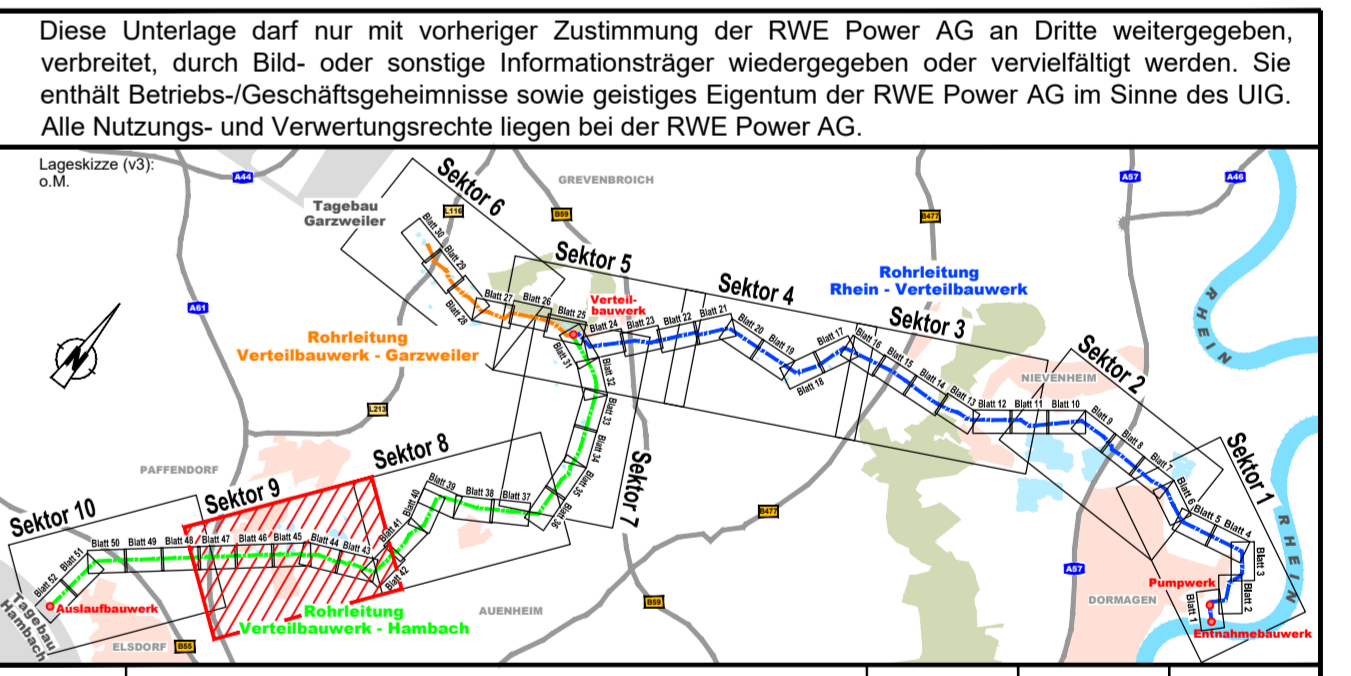 Diese Unterlage darf nur mit vorheriger Zustimmung der RWE Power AG an Dritte weitergegeben,
verbreitet, durch Bild- oder sonstige Informationsträger wiedergegeben oder vervielfältigt werden. Sie
enthält Betriebs-/Geschäftsgeheimnisse sowie geistiges Eigentum der RWE Power AG im Sinne des UIG.
Alle Nutzungs- und Verwertungsrechte liegen bei der RWE Power AG.
Lageskizze (v3):
o.M.
A44
Tagebau
Garzweiler
Sektor 6
L116
GREVENBROICH
B59
B477
A57
A46
RHEIN
Blatt 30
Blatt 29
Blatt 28
Blatt 27
Blatt 26
Blatt 25
Sektor 5
Verteil-
bauwerk
Sektor 4
Rohrleitung
Rhein - Verteilbauwerk
A61
Rohrleitung
Verteilbauwerk - Garzweiler
Blatt 24
Blatt 23
Blatt 22
Blatt 21
Blatt 20
Blatt 19
Blatt 18
Blatt 17
Sektor 3
Blatt 16
Blatt 15
Blatt 14
Blatt 13
Blatt 12
Blatt 11
Blatt 10
NIEVENHEIM
Sektor 2
Blatt 9
Blatt 8
Blatt 7
Blatt 6
Blatt 5
Blatt 4
Blatt 3
Blatt 2
Blatt 1
Sektor 1
RHEIN
L213
Blatt 31
Blatt 32
Blatt 33
Blatt 34
Blatt 35
Blatt 36
Sektor 7
Sektor 8
Blatt 37
Blatt 38
Blatt 39
Blatt 40
Blatt 41
Blatt 42
PAFFENDORF
Sektor 9
Blatt 43
Blatt 44
Blatt 45
Blatt 46
Blatt 47
Blatt 48
Sektor 10
Blatt 49
Blatt 50
Blatt 51
Blatt 52
B477
A57
Pumpwerk
DORMAGEN
Entnahmebauwerk
Auslaufbauwerk
Tagebau
Hambach
Rohrleitung
Verteilbauwerk - Hambach
AUENHEIM
B59
ELSDORF
B55